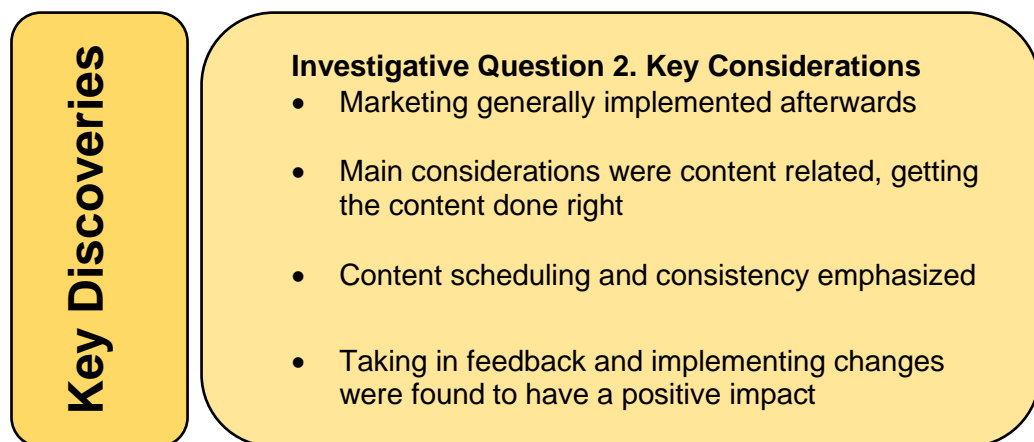 Key Discoveries
Investigative Question 2. Key Considerations
• Marketing generally implemented afterwards
• Main considerations were content related, getting
the content done right
• Content scheduling and consistency emphasized
• Taking in feedback and implementing changes
were found to have a positive impact